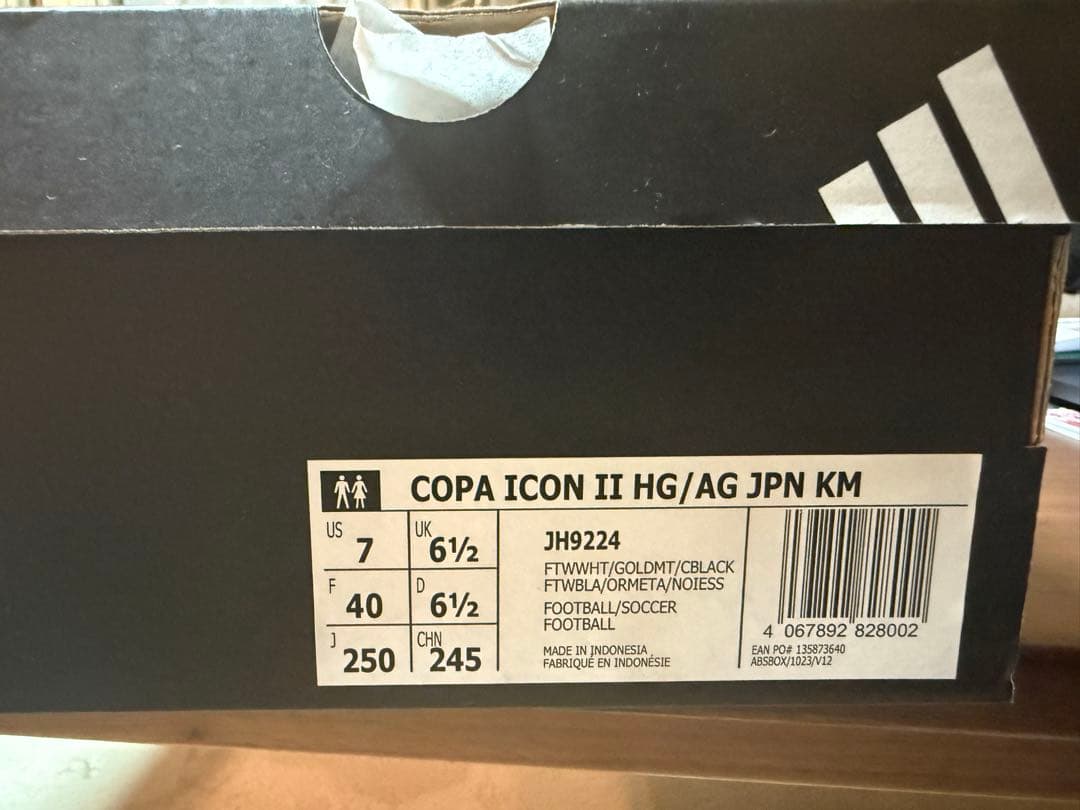 COPA ICON II HG/AG JPN KM
US 7
UK 6½
F 40
D 6½
J 250
CHN 245
JH9224
FTWWHT/GOLDMT/CBLACK
FTWBLA/ORMETA/NOIESS
FOOTBALL/SOCCER
FOOTBALL
MADE IN INDONESIA
FABRIQUÉ EN INDONÉSIE
4 067892 828002
EAN PO# 135873640
ABSBOX/1023/V12